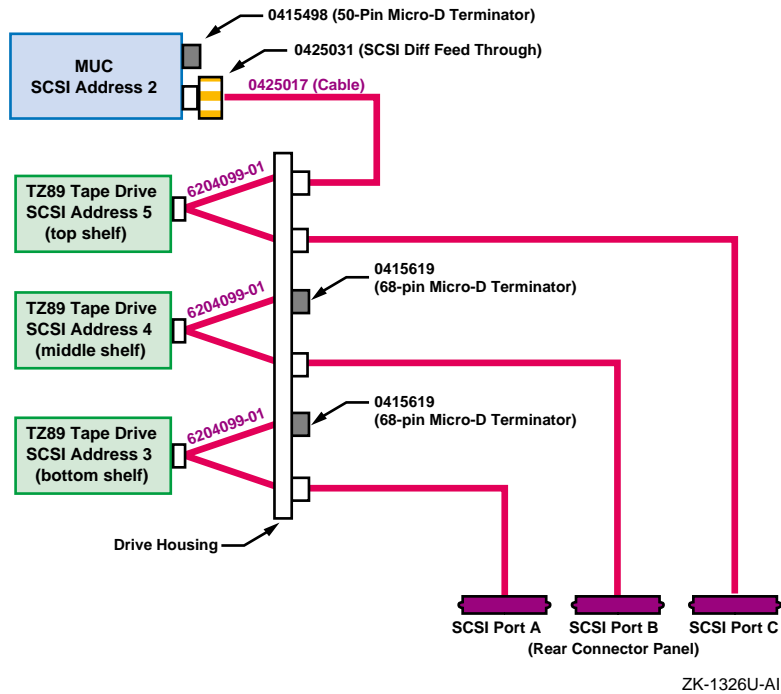 0415498 (50-Pin Micro-D Terminator)
0425031 (SCSI Diff Feed Through)
MUC
SCSI Address 2
0425017 (Cable)
TZ89 Tape Drive
SCSI Address 5
(top shelf)
6204099-01
TZ89 Tape Drive
SCSI Address 4
(middle shelf)
6204099-01
0415619
(68-pin Micro-D Terminator)
TZ89 Tape Drive
SCSI Address 3
(bottom shelf)
6204099-01
0415619
(68-pin Micro-D Terminator)
Drive Housing
SCSI Port A
SCSI Port B
SCSI Port C
(Rear Connector Panel)
ZK-1326U-AI